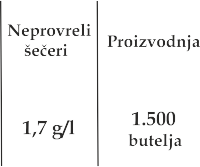 Neprovreli
šećeri
1,7 g/l
Proizvodnja
1.500
butelja